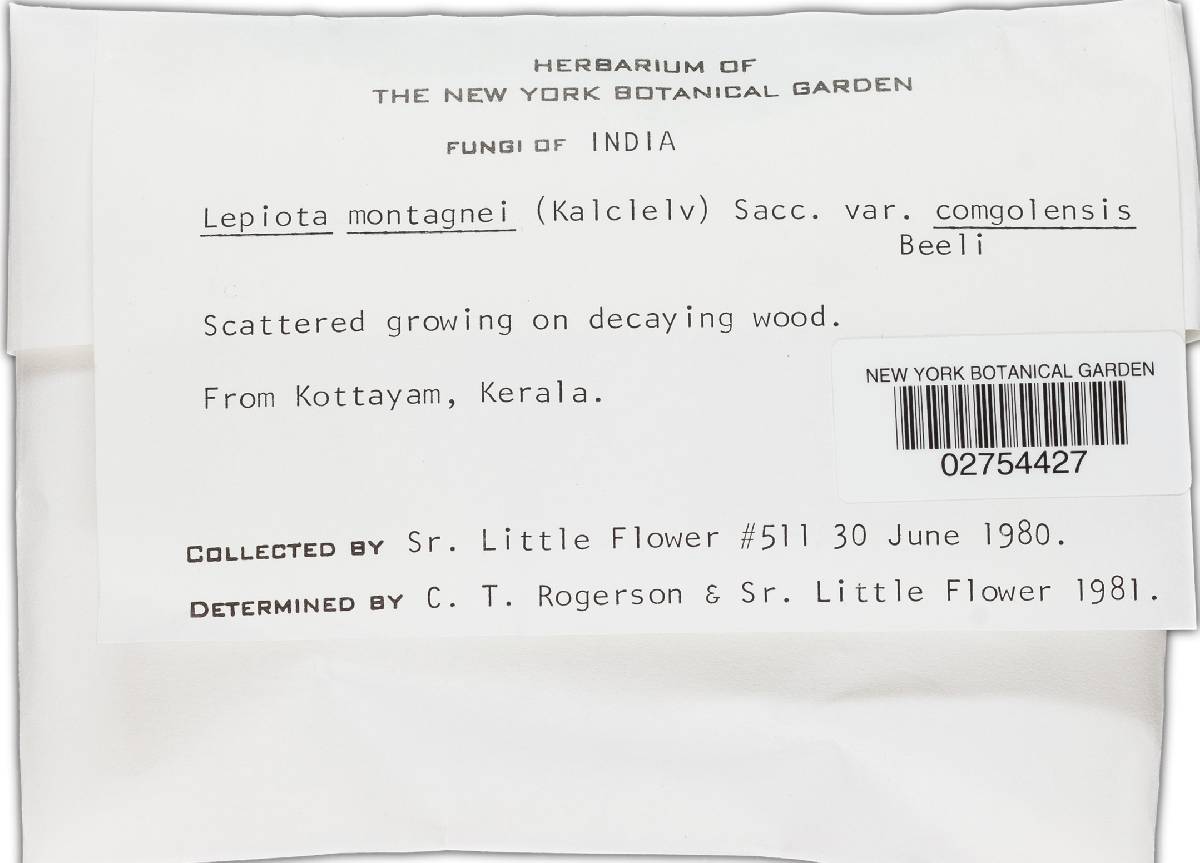 HERBARIUM OF
THE NEW YORK BOTANICAL GARDEN
FUNGI OF INDIA
Lepiota montagnei (Kalclelv) Sacc. var. comgolensis
Beeli
Scattered growing on decaying wood.
From Kottayam, Kerala.
NEW YORK BOTANICAL GARDEN
02754427
COLLECTED BY Sr. Little Flower #511 30 June 1980.
DETERMINED BY C. T. Rogerson & Sr. Little Flower 1981.